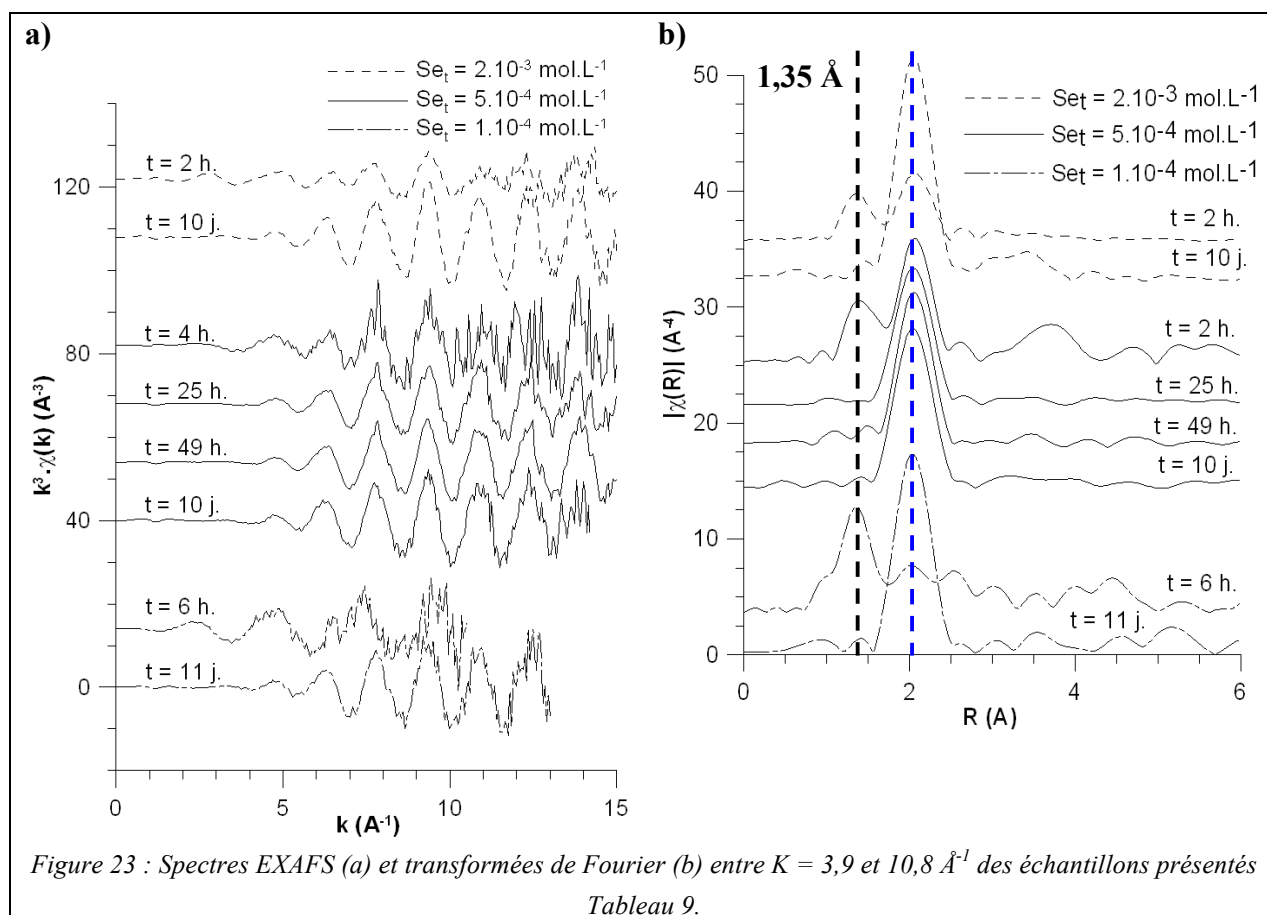 a)
Se_t = 2.10⁻³ mol.L⁻¹
Se_t = 5.10⁻⁴ mol.L⁻¹
Se_t = 1.10⁻⁴ mol.L⁻¹
t = 2 h.
120
t = 10 j.
t = 4 h.
80
t = 25 h.
t = 49 h.
t = 10 j.
40
t = 6 h.
t = 11 j.
0
k³.χ(k) (A⁻³)
0 5 10 15
k (A⁻¹)
b)
50
1,35 Å
Set = 2.10⁻³ mol.L⁻¹
Set = 5.10⁻⁴ mol.L⁻¹
Set = 1.10⁻⁴ mol.L⁻¹
40
t = 2 h.
t = 10 j.
30
t = 2 h.
t = 25 h.
20
t = 49 h.
t = 10 j.
10
t = 6 h.
t = 11 j.
0
|χ(R)| (A⁻⁴)
0 2 4 6
R (A)
Figure 23 : Spectres EXAFS (a) et transformées de Fourier (b) entre K = 3,9 et 10,8 Å⁻¹ des échantillons présentés
Tableau 9.